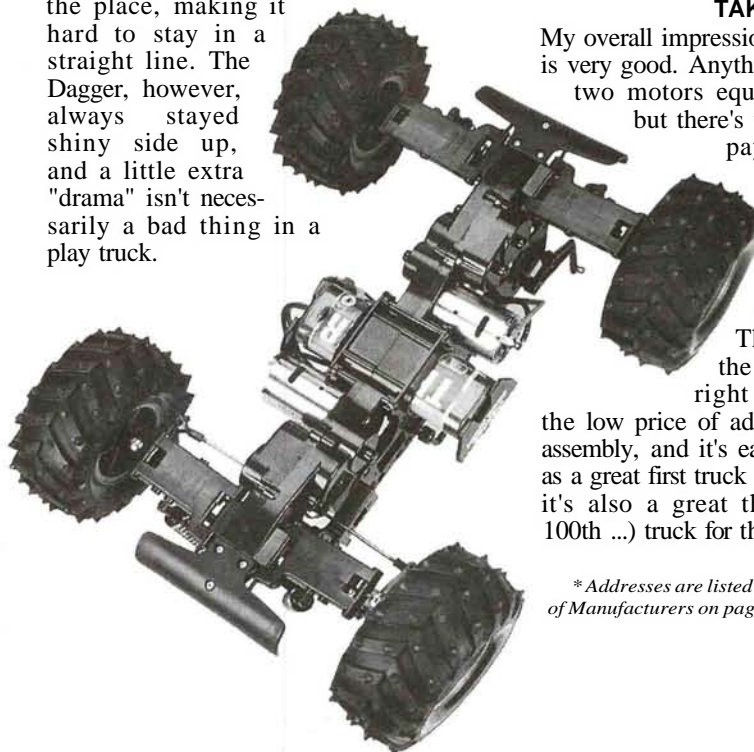 the place, making it
hard to stay in a
straight line. The
Dagger, however,
always stayed
shiny side up,
and a little extra
"drama" isn't neces-
sarily a bad thing in a
play truck.
TAK
My overall impressio
is very good. Anyth
two motors equ
but there's
pa
Th
the
right
the low price of ad
assembly, and it's ea
as a great first truck
it's also a great th
100th ...) truck for th
* Addresses are listed
of Manufacturers on pag